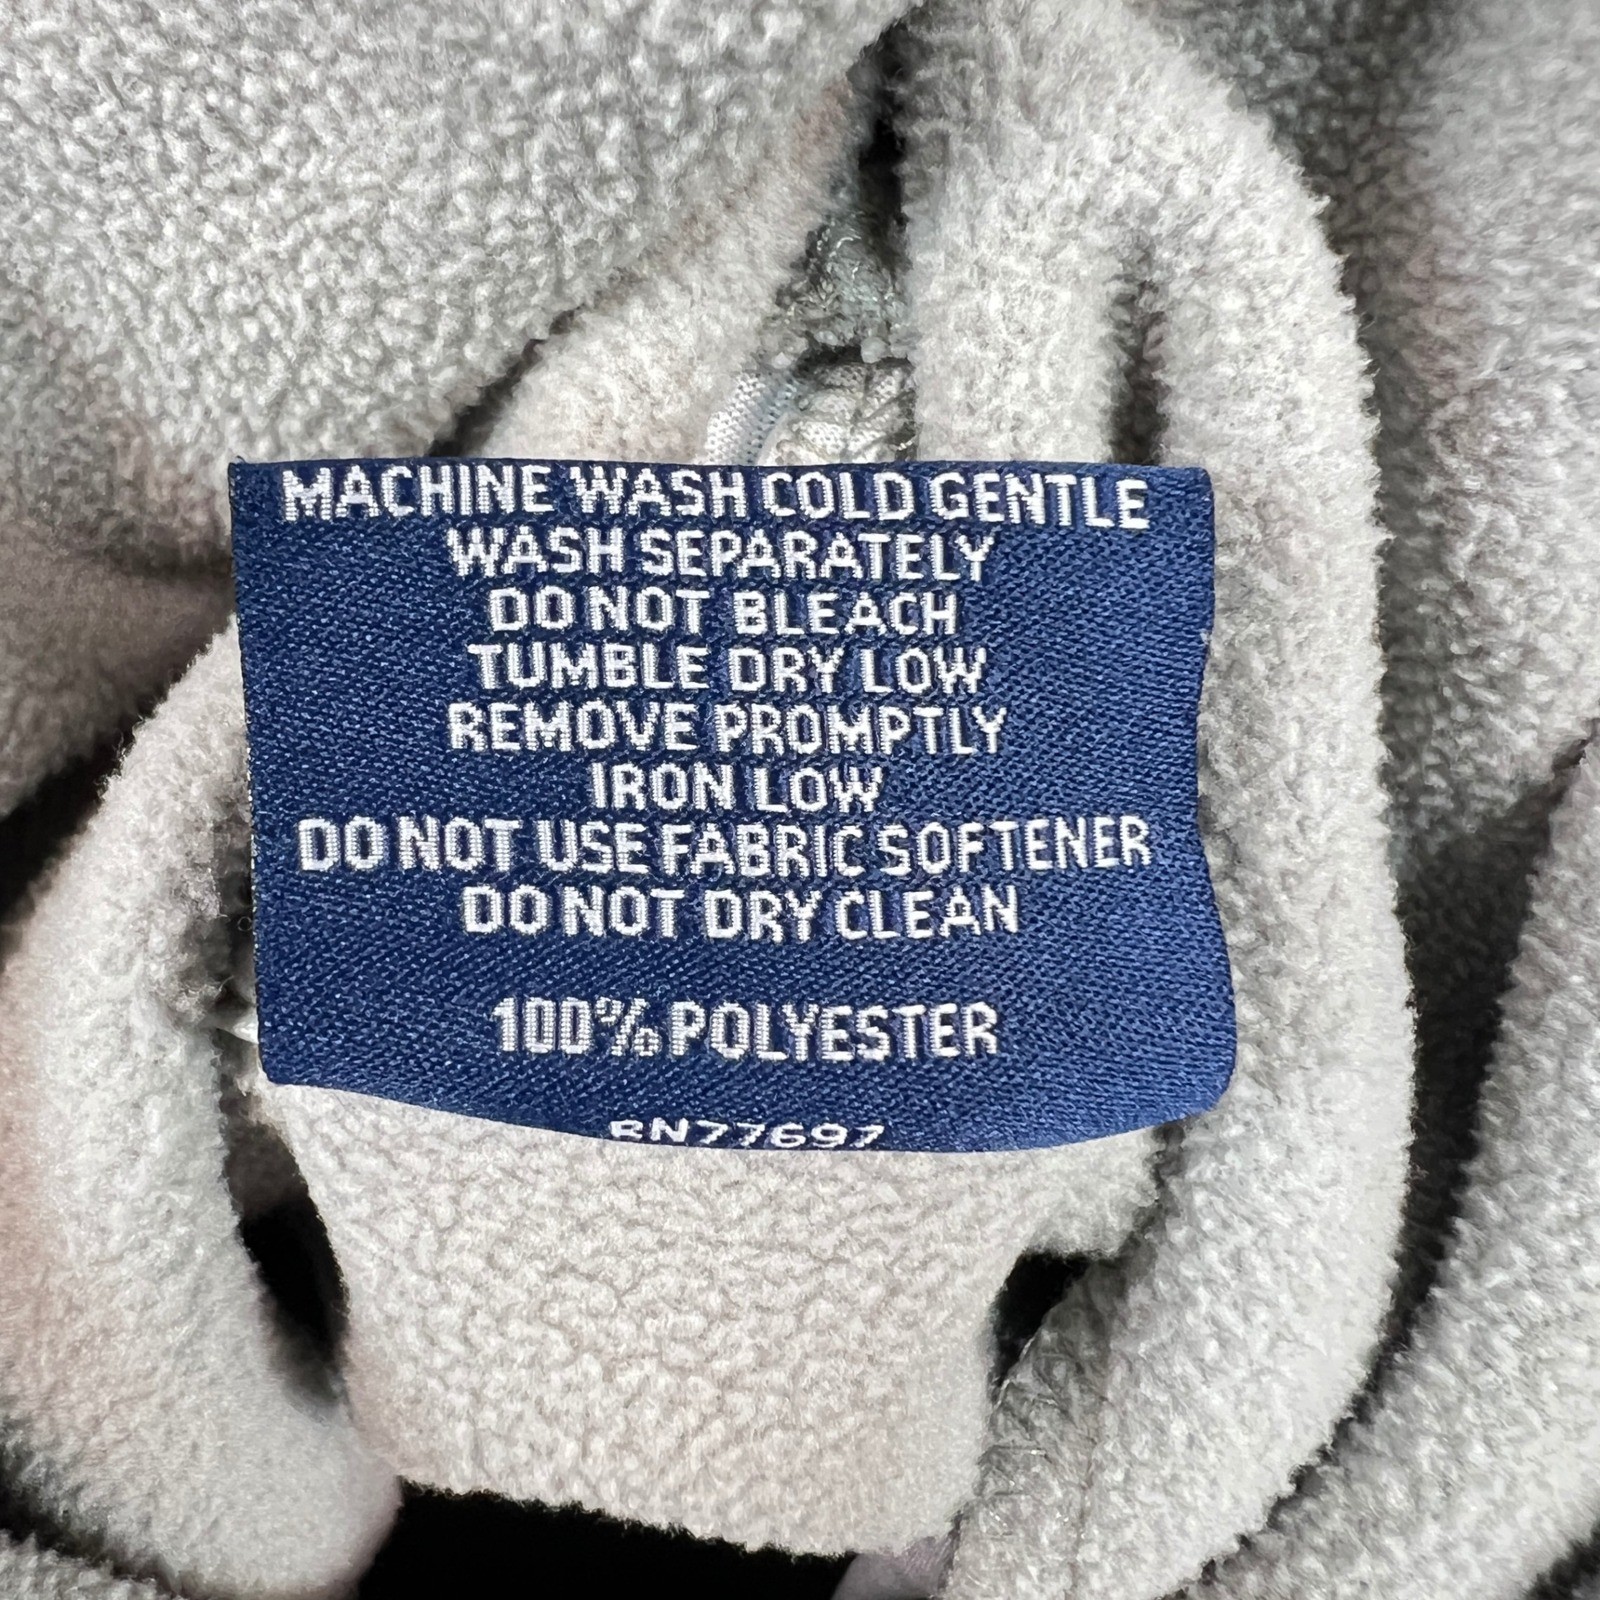 MACHINE WASH COLD GENTLE
WASH SEPARATELY
DO NOT BLEACH
TUMBLE DRY LOW
REMOVE PROMPTLY
IRON LOW
DO NOT USE FABRIC SOFTENER
DO NOT DRY CLEAN
100% POLYESTER
RN77697